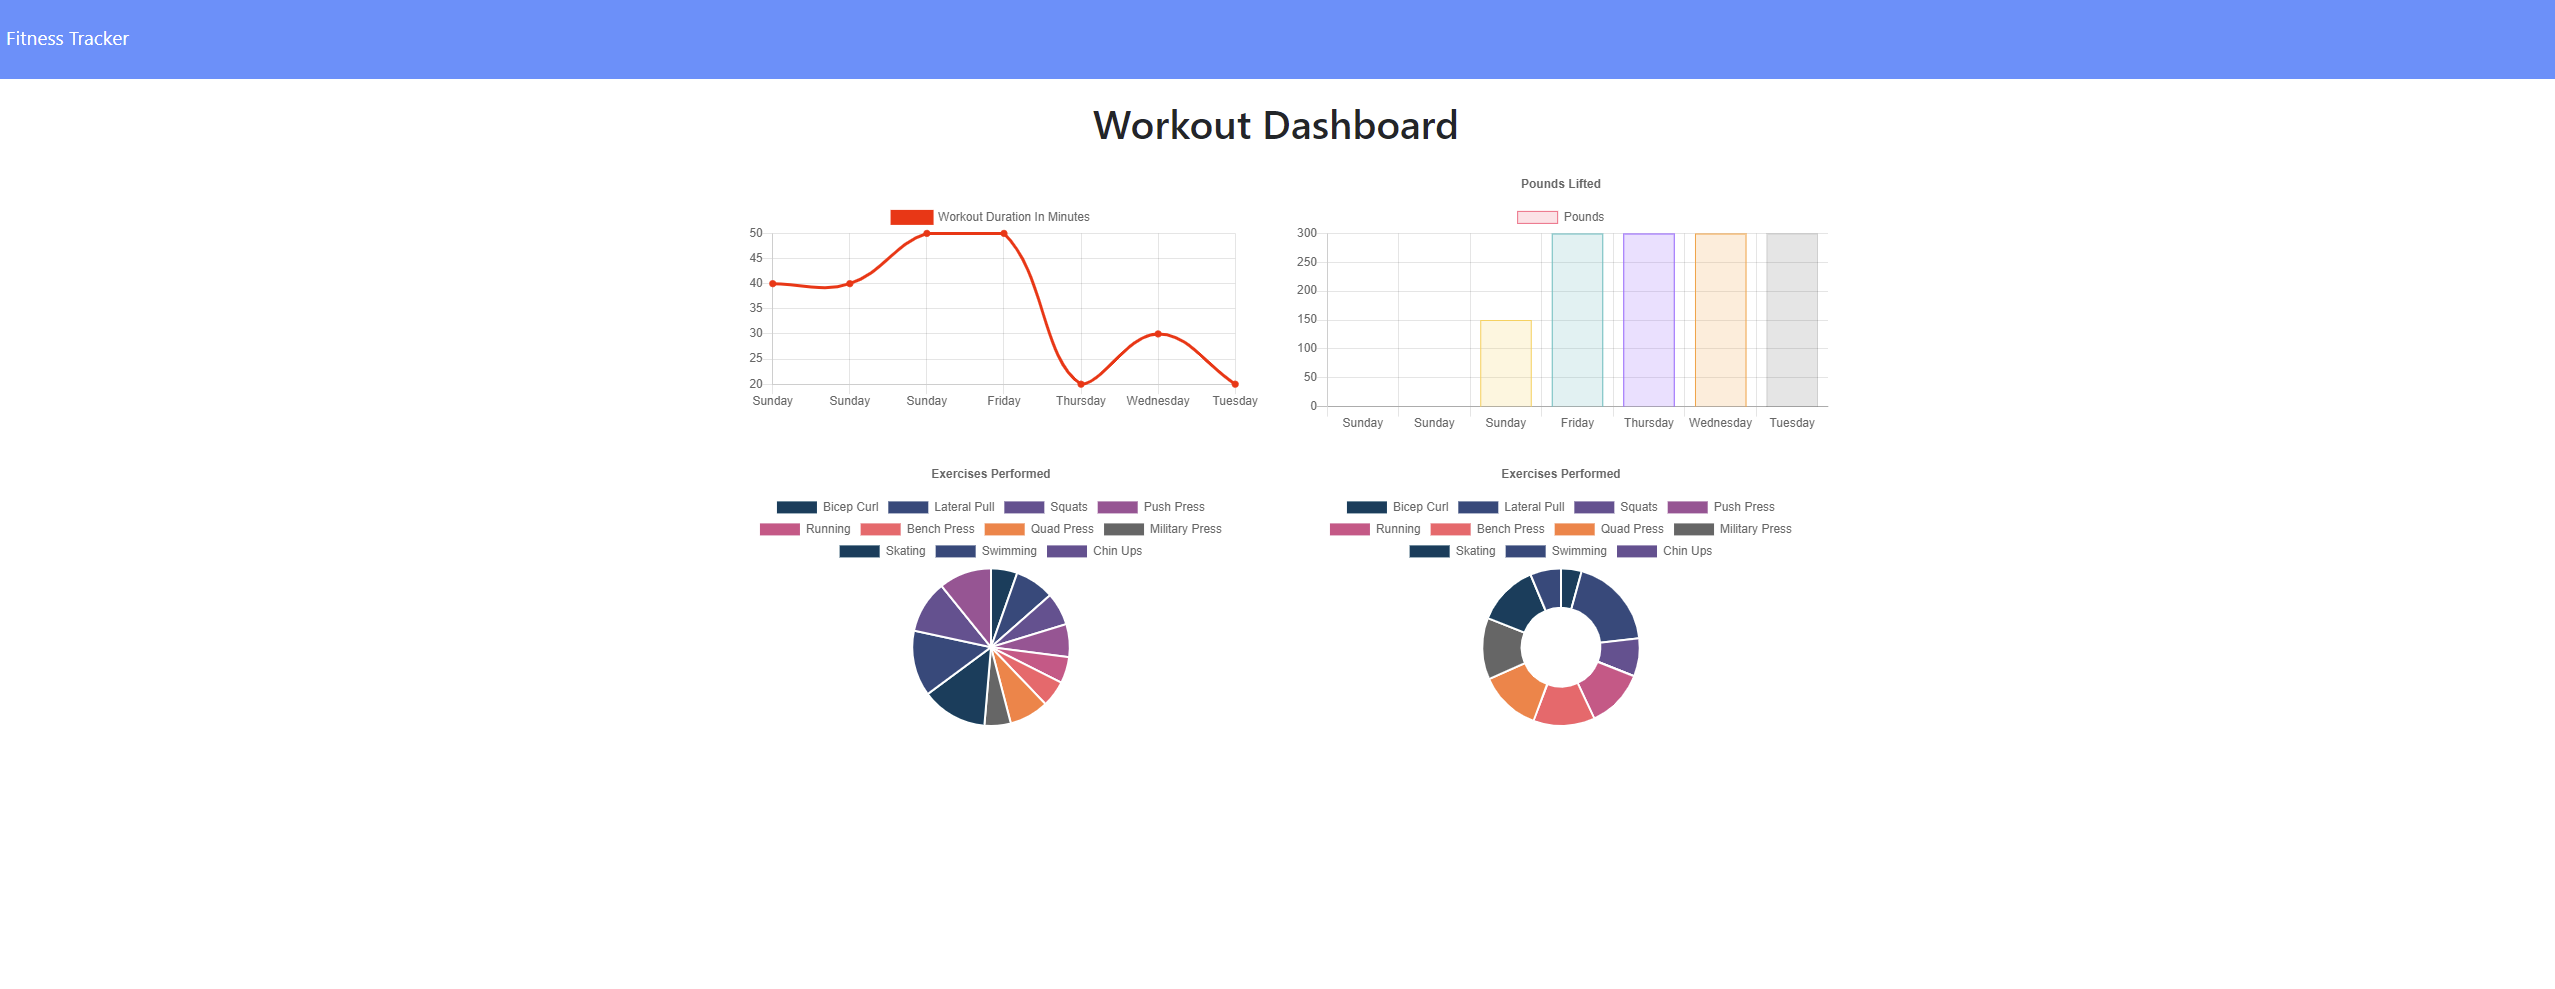 Fitness Tracker
Workout Dashboard
Workout Duration In Minutes
50
45
40
35
30
25
20
Sunday Sunday Sunday Friday Thursday Wednesday Tuesday
Pounds Lifted
Pounds
300
250
200
150
100
50
0
Sunday Sunday Sunday Friday Thursday Wednesday Tuesday
Exercises Performed
Bicep Curl Lateral Pull Squats Push Press
Running Bench Press Quad Press Military Press
Skating Swimming Chin Ups
Exercises Performed
Bicep Curl Lateral Pull Squats Push Press
Running Bench Press Quad Press Military Press
Skating Swimming Chin Ups